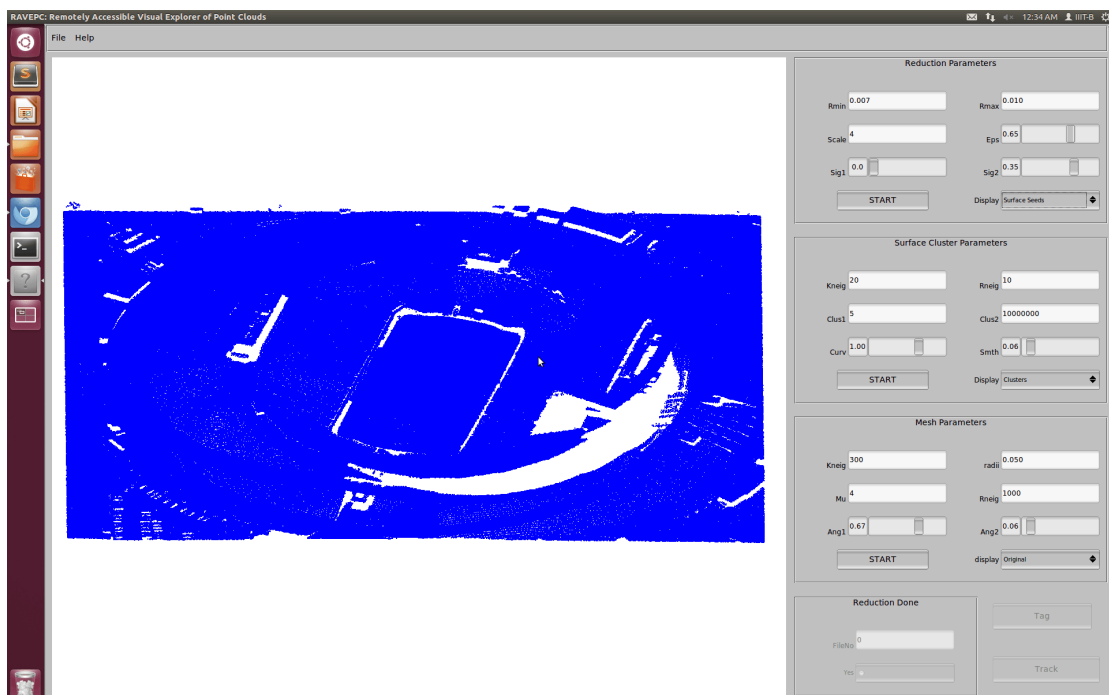 RAVEPC: Remotely Accessible Visual Explorer of Point Clouds
12:34 AM IIIT-B
File Help
Reduction Parameters
Rmin 0.007 Rmax 0.010
Scale 4 Eps 0.65
Sig1 0.0 Sig2 0.35
START Display Surface Seeds
Surface Cluster Parameters
Kneig 20 Rneig 10
Clus1 5 Clus2 10000000
Curv 1.00 Smth 0.06
START Display Clusters
Mesh Parameters
Kneig 300 radii 0.050
Mu 4 Rneig 1000
Ang1 0.67 Ang2 0.06
START display Original
Reduction Done
Tag
FileNo 0
Yes
Track